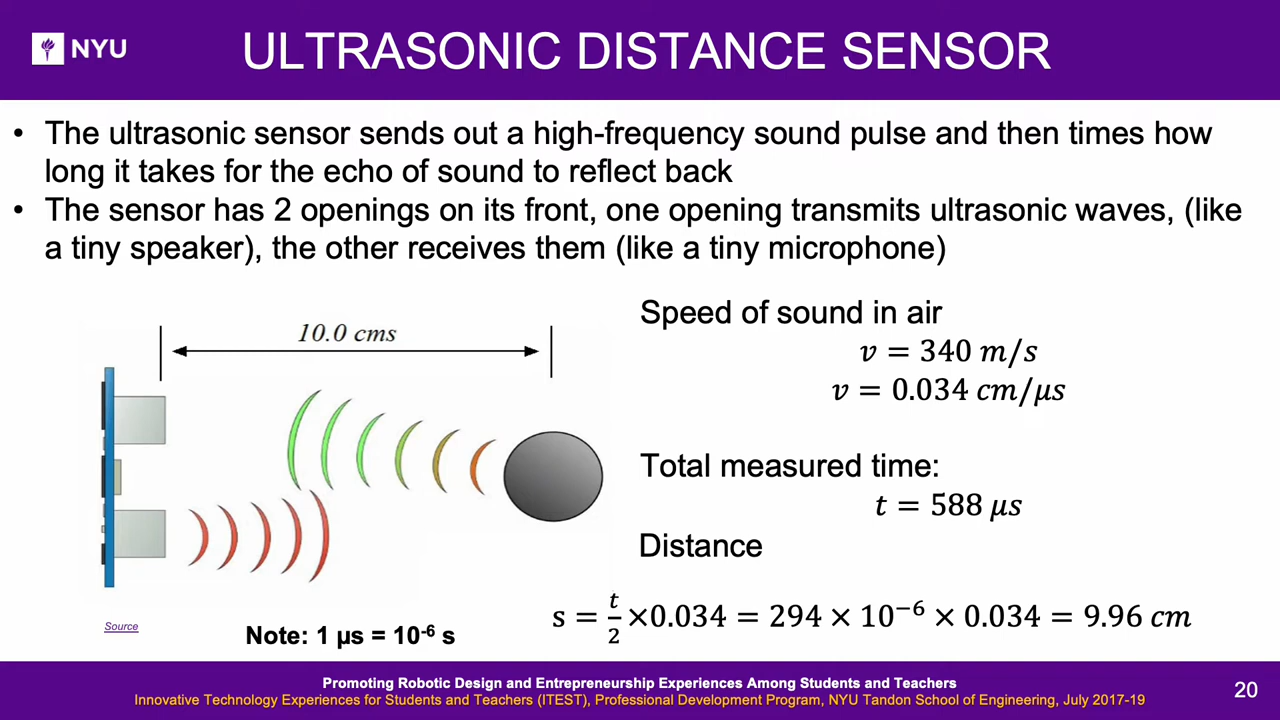 NYU
ULTRASONIC DISTANCE SENSOR
• The ultrasonic sensor sends out a high-frequency sound pulse and then times how
long it takes for the echo of sound to reflect back
• The sensor has 2 openings on its front, one opening transmits ultrasonic waves, (like
a tiny speaker), the other receives them (like a tiny microphone)
10.0 cms
Speed of sound in air
v = 340 m/s
v = 0.034 cm/μs
Total measured time:
t = 588 μs
Distance
s = t/2 ×0.034 = 294 × 10⁻⁶ × 0.034 = 9.96 cm
Source
Note: 1 μs = 10⁻⁶ s
Promoting Robotic Design and Entrepreneurship Experiences Among Students and Teachers
Innovative Technology Experiences for Students and Teachers (ITEST), Professional Development Program, NYU Tandon School of Engineering, July 2017-19
20